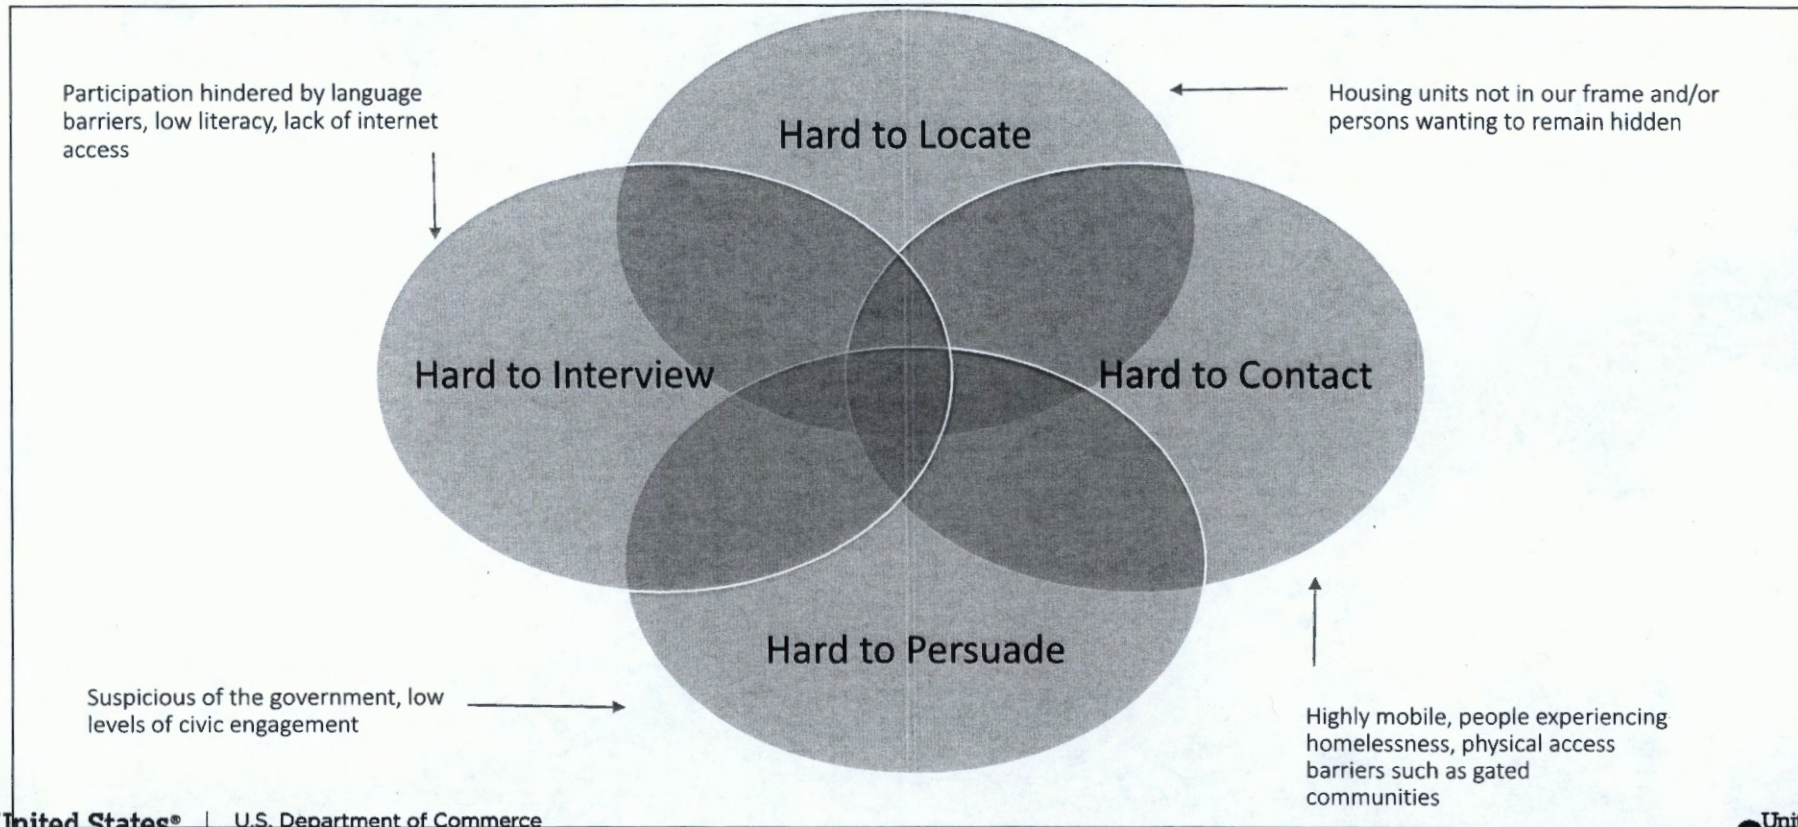 Participation hindered by language
barriers, low literacy, lack of internet
access
Housing units not in our frame and/or
persons wanting to remain hidden
Hard to Locate
Hard to Interview
Hard to Contact
Hard to Persuade
Suspicious of the government, low
levels of civic engagement
Highly mobile, people experiencing
homelessness, physical access
barriers such as gated
communities
United States®
U.S. Department of Commerce